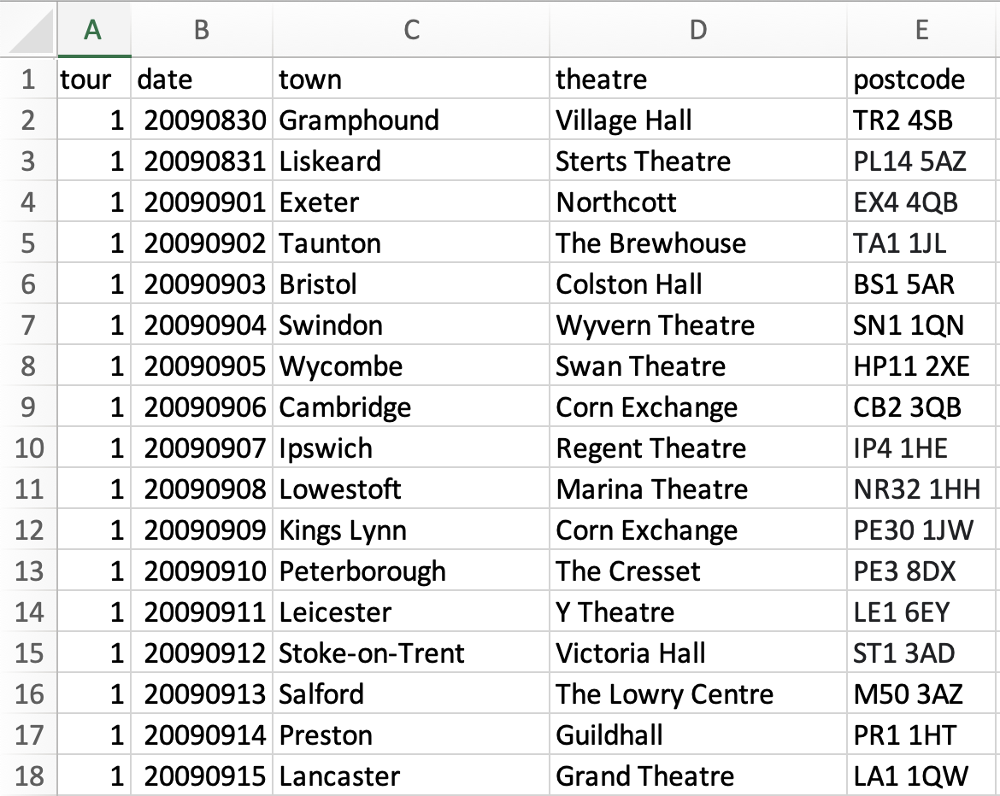 A B C D E
1 tour date town theatre postcode
2 1 20090830 Gramphound Village Hall TR2 4SB
3 1 20090831 Liskeard Sterts Theatre PL14 5AZ
4 1 20090901 Exeter Northcott EX4 4QB
5 1 20090902 Taunton The Brewhouse TA1 1JL
6 1 20090903 Bristol Colston Hall BS1 5AR
7 1 20090904 Swindon Wyvern Theatre SN1 1QN
8 1 20090905 Wycombe Swan Theatre HP11 2XE
9 1 20090906 Cambridge Corn Exchange CB2 3QB
10 1 20090907 Ipswich Regent Theatre IP4 1HE
11 1 20090908 Lowestoft Marina Theatre NR32 1HH
12 1 20090909 Kings Lynn Corn Exchange PE30 1JW
13 1 20090910 Peterborough The Cresset PE3 8DX
14 1 20090911 Leicester Y Theatre LE1 6EY
15 1 20090912 Stoke-on-Trent Victoria Hall ST1 3AD
16 1 20090913 Salford The Lowry Centre M50 3AZ
17 1 20090914 Preston Guildhall PR1 1HT
18 1 20090915 Lancaster Grand Theatre LA1 1QW